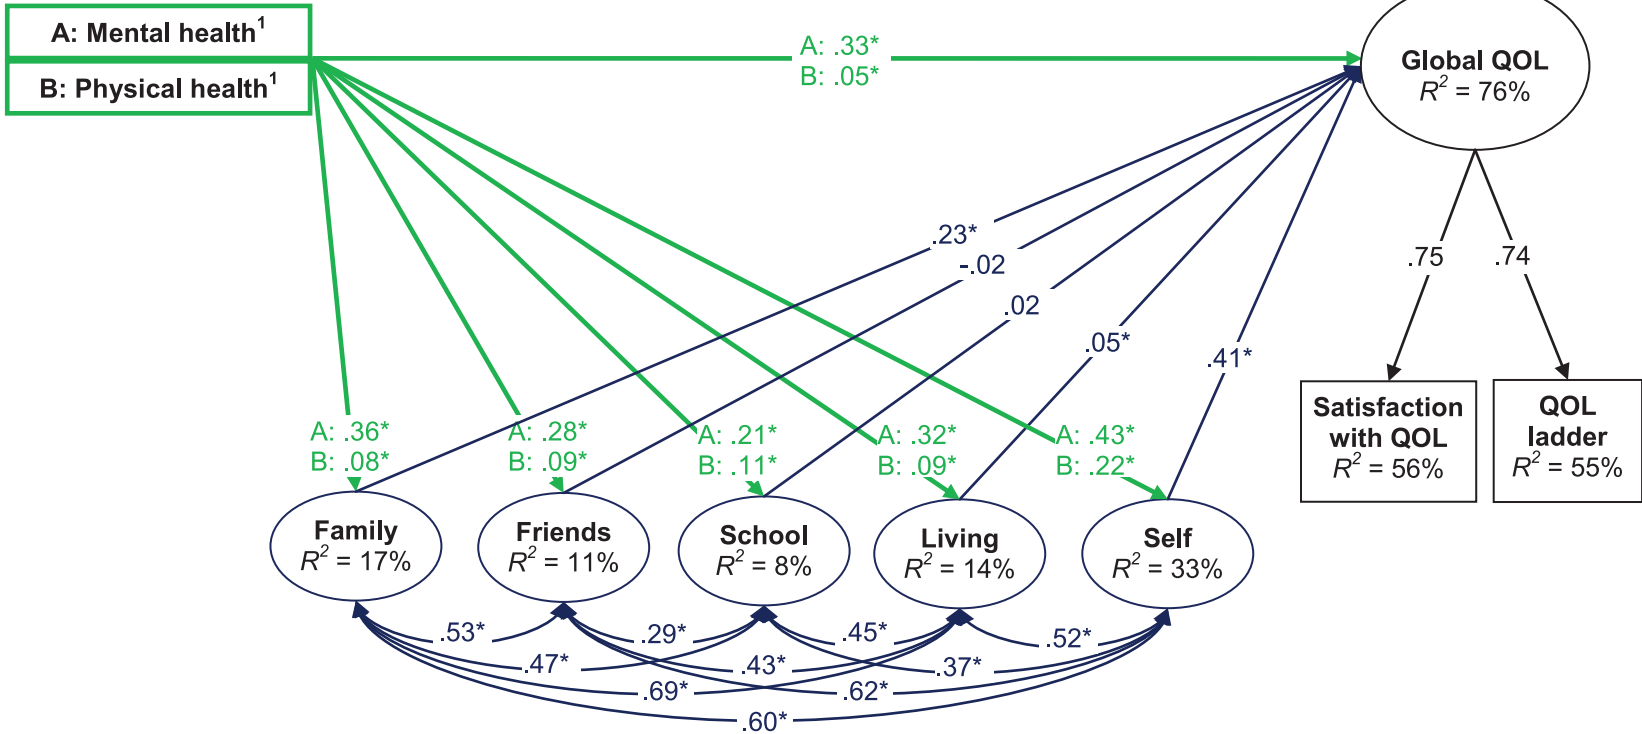 A: Mental health¹
B: Physical health¹
A: .33*
B: .05*
Global QOL
R² = 76%
.23*
-.02
.02
.05*
.41*
.75
.74
Satisfaction
with QOL
R² = 56%
QOL
ladder
R² = 55%
A: .36*
B: .08*
A: .28*
B: .09*
A: .21*
B: .11*
A: .32*
B: .09*
A: .43*
B: .22*
Family
R² = 17%
Friends
R² = 11%
School
R² = 8%
Living
R² = 14%
Self
R² = 33%
.53*
.29*
.45*
.52*
.47*
.43*
.37*
.69*
.62*
.60*